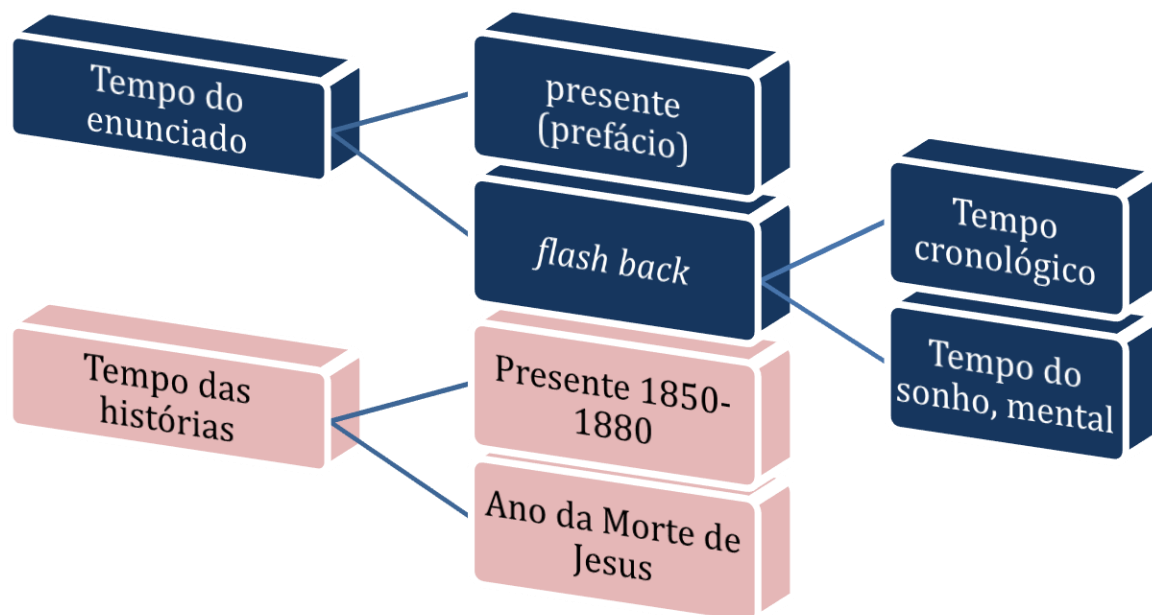 Tempo do
enunciado
presente
(prefácio)
flash back
Tempo
cronológico
Tempo do
sonho, mental
Tempo das
histórias
Presente 1850-
1880
Ano da Morte de
Jesus